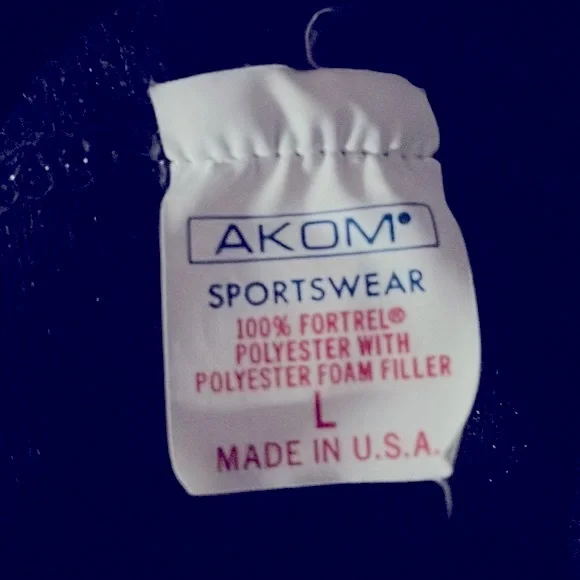 AKOM®
SPORTSWEAR
100% FORTREL®
POLYESTER WITH
POLYESTER FOAM FILLER
L
MADE IN U.S.A.